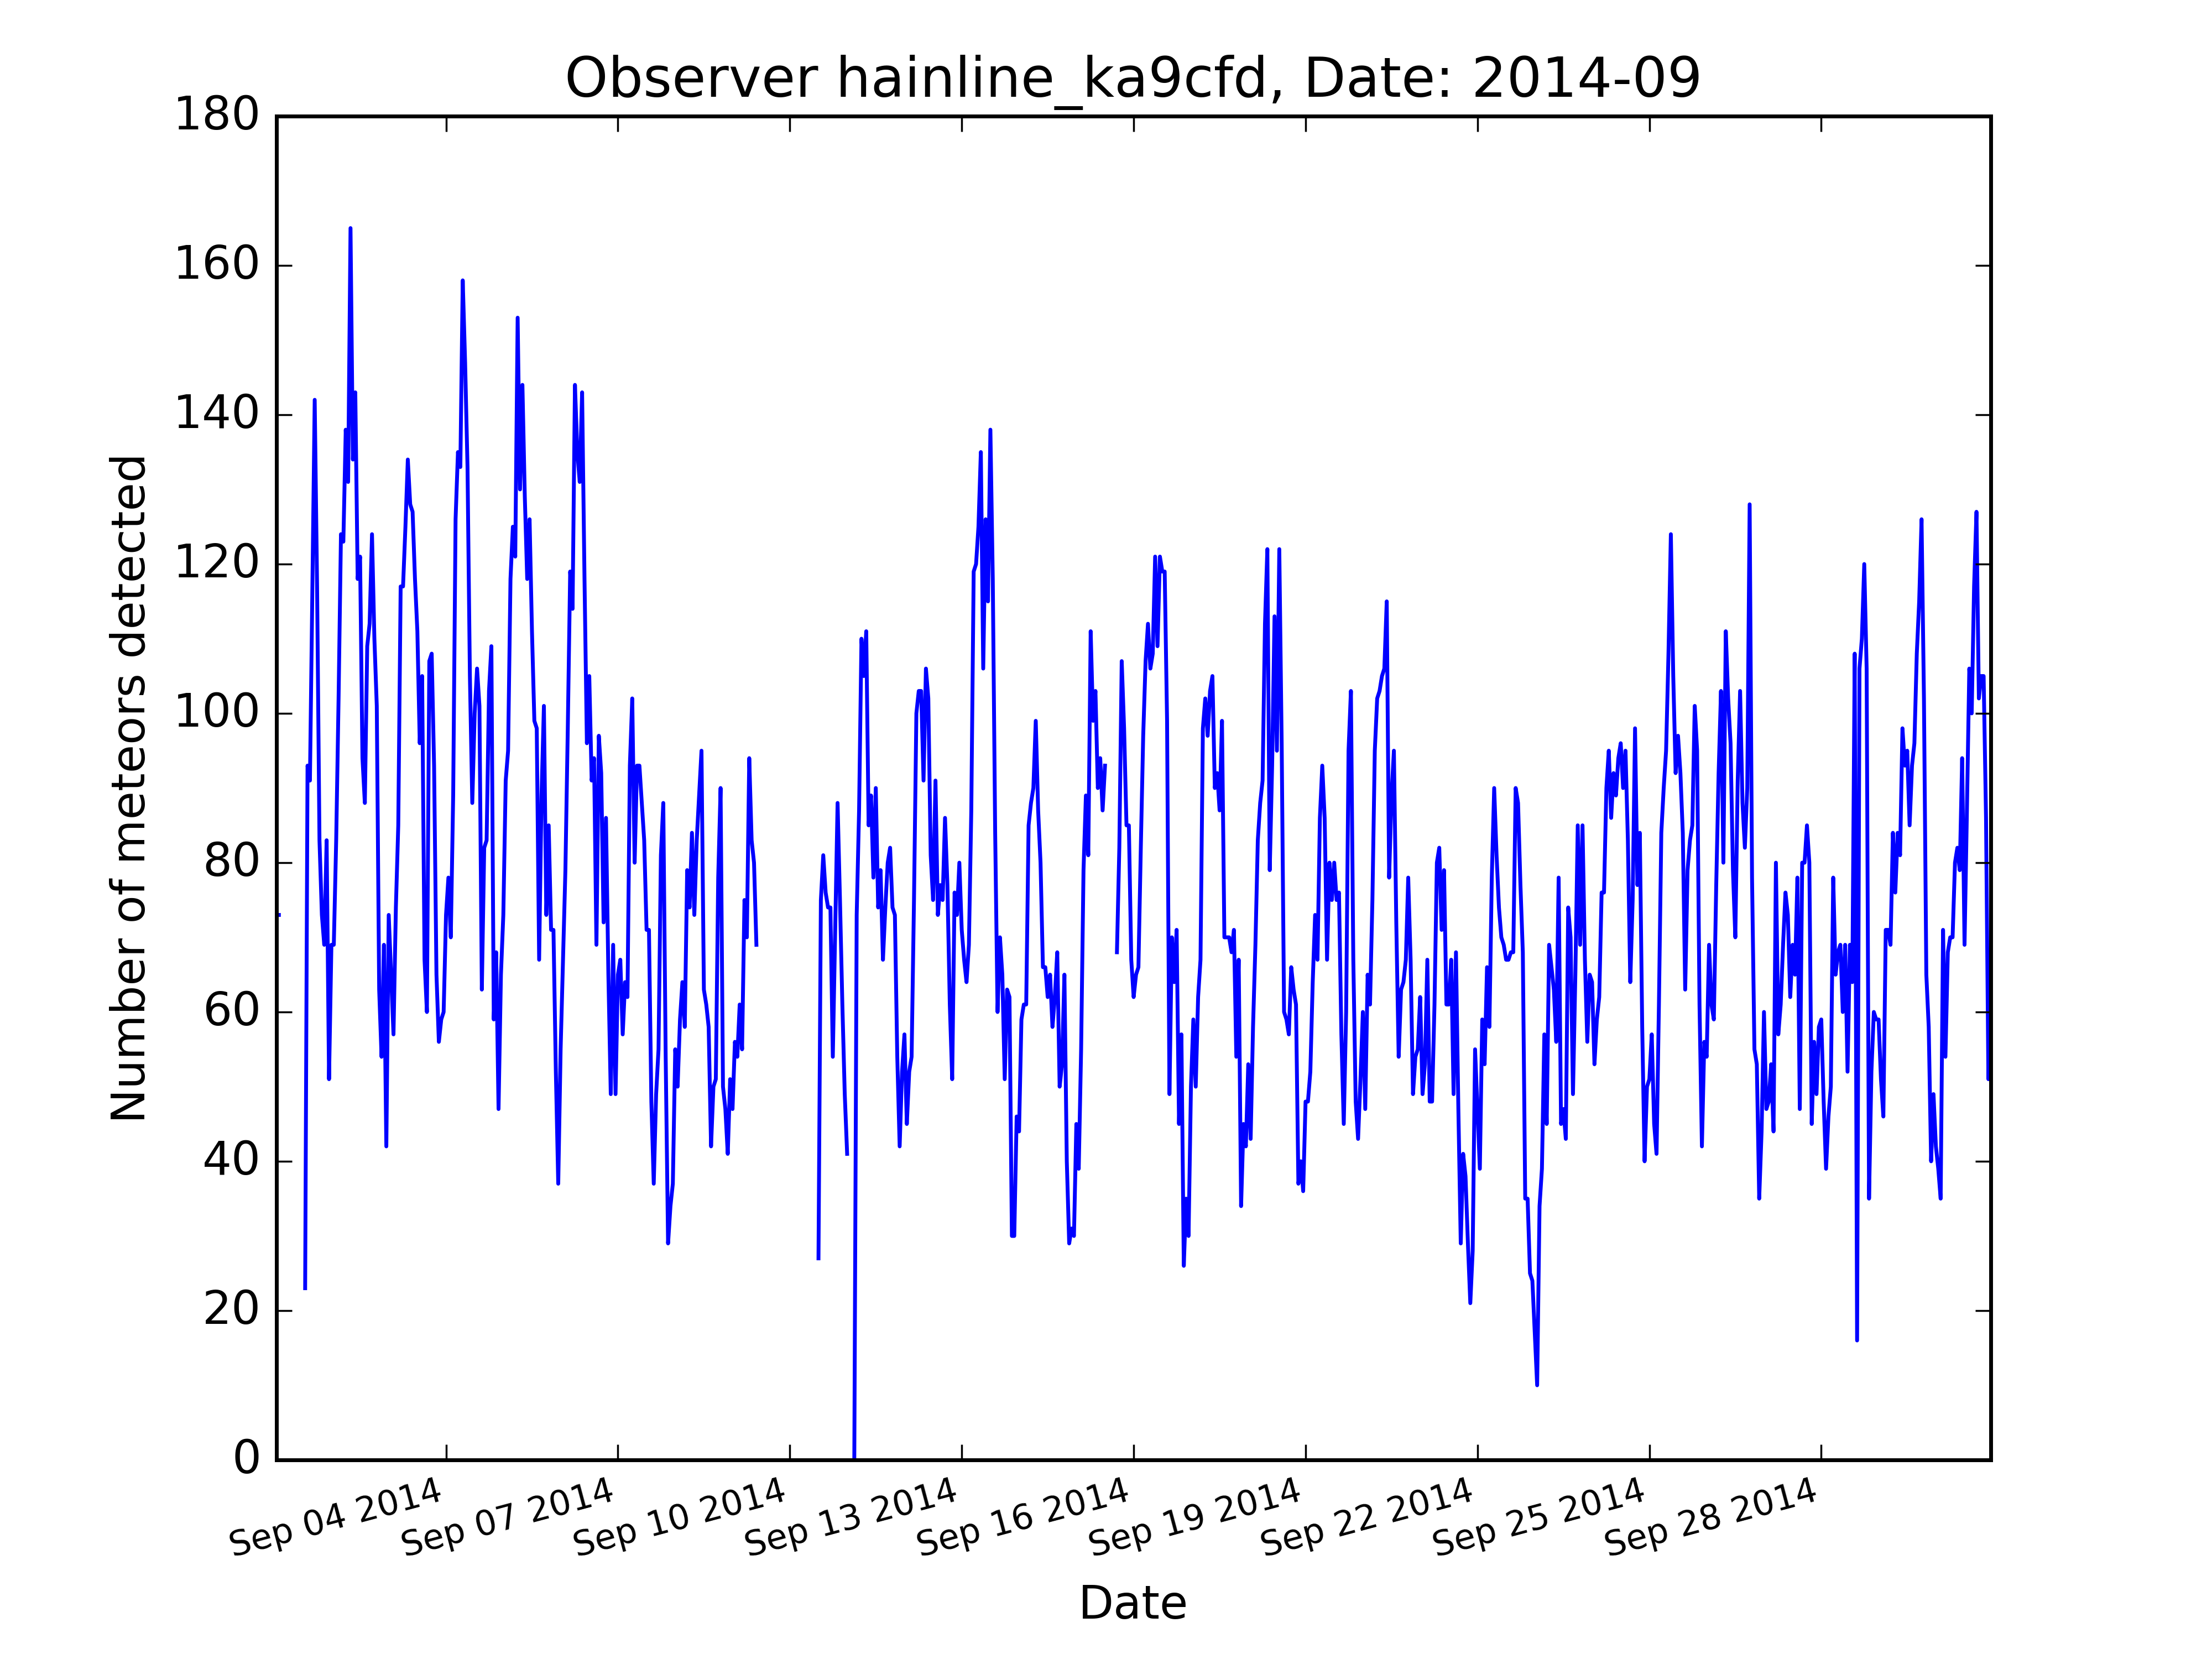 Observer hainline_ka9cfd, Date: 2014-09
Number of meteors detected
180
160
140
120
100
80
60
40
20
0
Sep 04 2014
Sep 07 2014
Sep 10 2014
Sep 13 2014
Sep 16 2014
Sep 19 2014
Sep 22 2014
Sep 25 2014
Sep 28 2014
Date